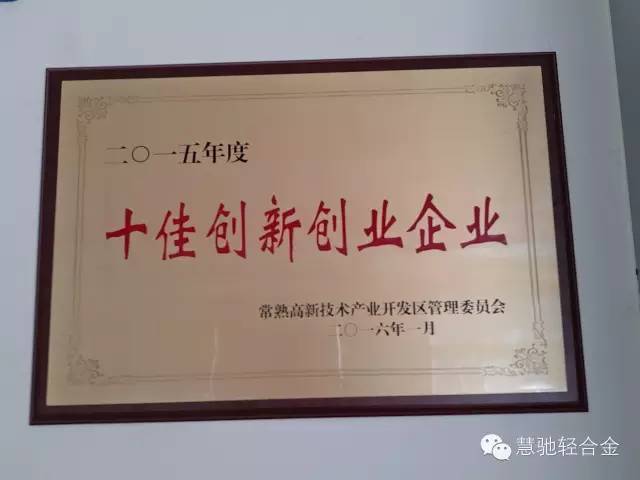 二〇一五年度
十佳创新创业企业
常熟高新技术产业开发区管理委员会
二〇一六年一月
慧驰轻合金